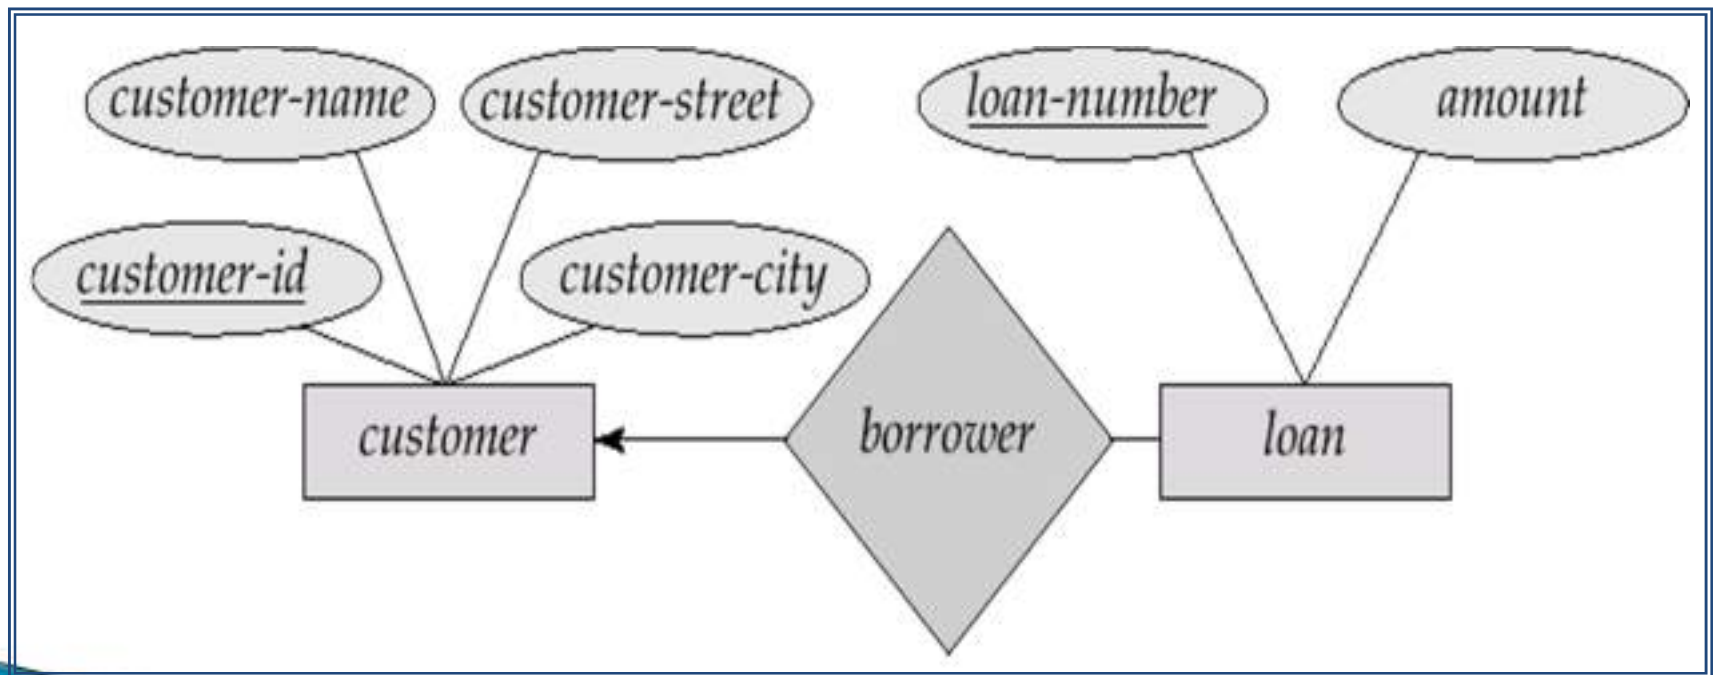 customer-name
customer-street
loan-number
amount
customer-id
customer-city
customer
borrower
loan